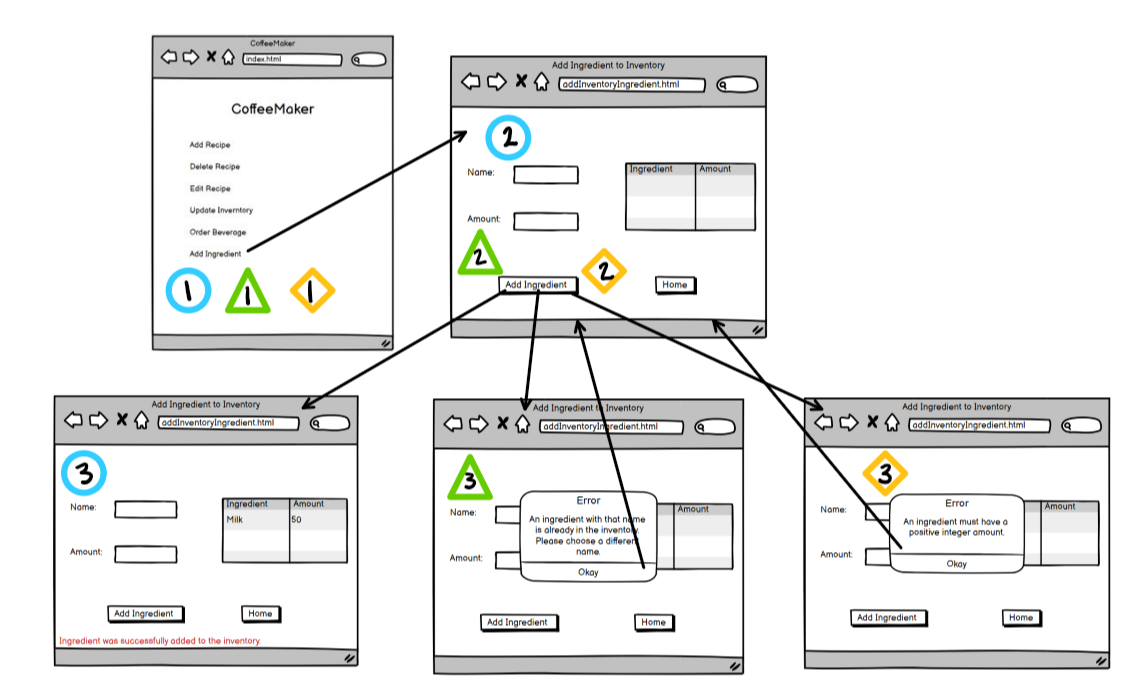 CoffeeMaker
index.html
CoffeeMaker
Add Recipe
Delete Recipe
Edit Recipe
Update Inverntory
Order Beverage
Add Ingredient
1
1
1
Add Ingredient to Inventory
addInventoryIngredient.html
2
Name:
Ingredient Amount
Amount:
2
2
Add Ingredient
Home
Add Ingredient to Inventory
addInventoryIngredient.html
3
Name:
Ingredient Amount
Milk 50
Amount:
Add Ingredient
Home
Ingredient was successfully added to the inventory.
Add Ingredient to Inventory
addInventoryIngredient.html
3
Name:
Amount
Amount:
Error
An ingredient with that name
is already in the inventory.
Please choose a different
name.
Okay
Add Ingredient
Home
Add Ingredient to Inventory
addInventoryIngredient.html
3
Name:
Amount
Amount:
Error
An ingredient must have a
positive integer amount.
Okay
Add Ingredient
Home